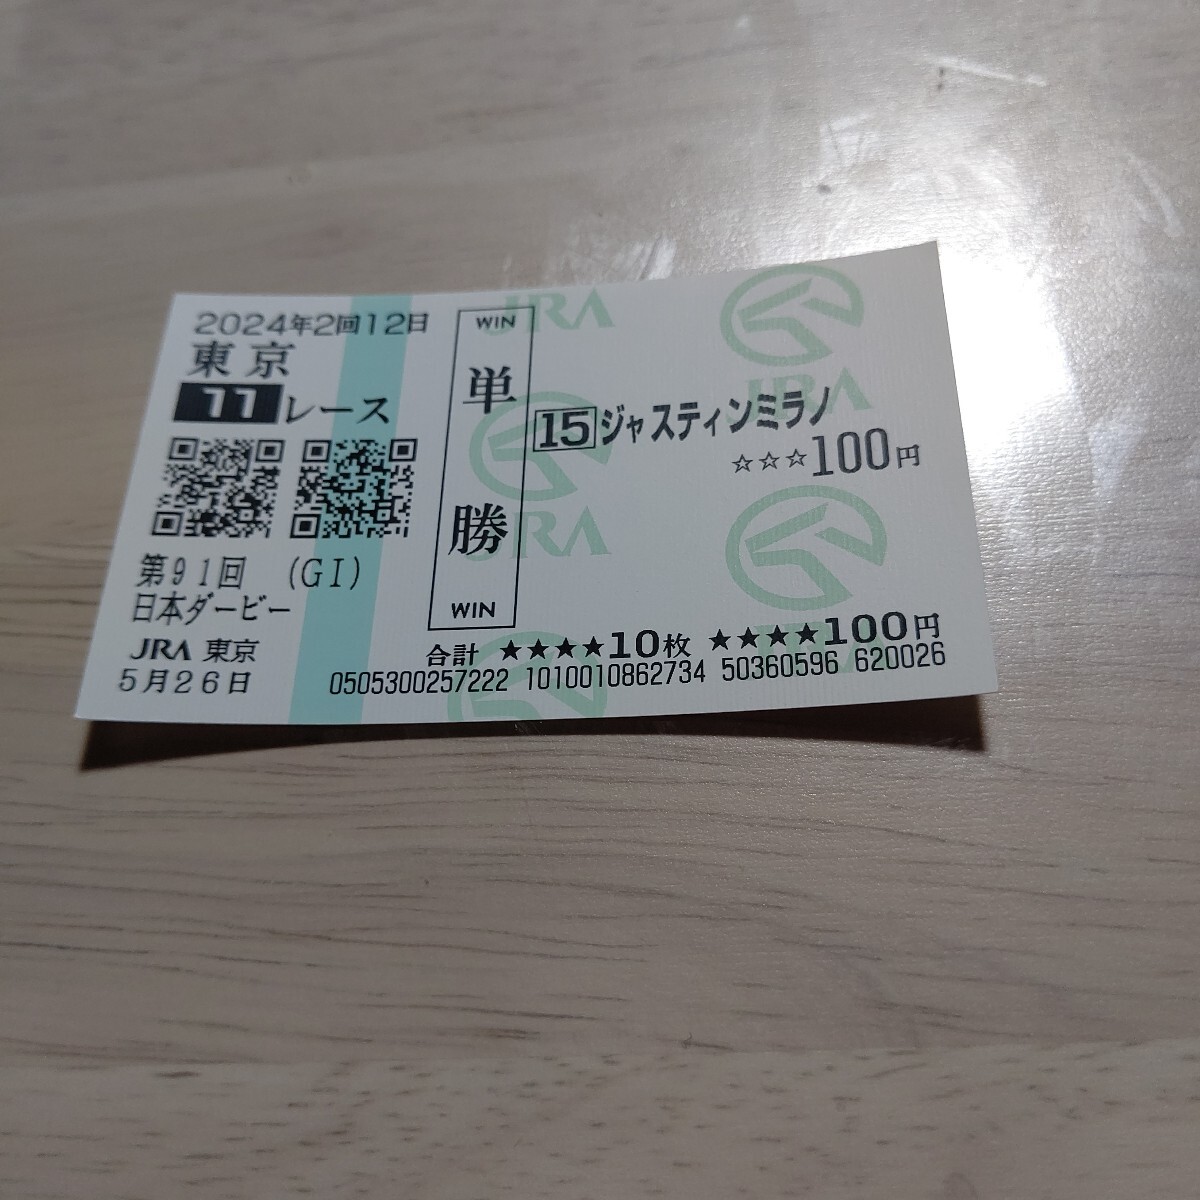 2024年2回12日
東京
11レース
第91回 (GI)
日本ダービー
JRA 東京
5月26日
WIN
単勝
WIN
15 ジャスティンミラノ
☆☆☆100円
合計 ★★★★10枚 ★★★★100円
0505300257222 1010010862734 50360596 620026
JRA
JRA
JRA